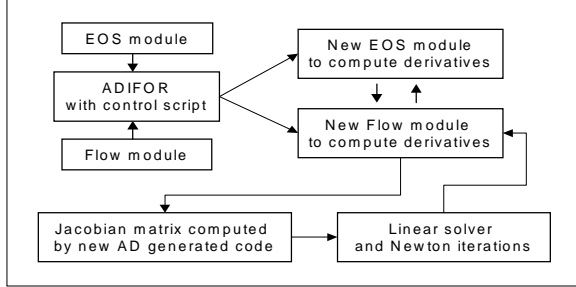 EOS module
New EOS module
to compute derivatives
ADIFOR
with control script
New Flow module
to compute derivatives
Flow module
Jacobian matrix computed
by new AD generated code
Linear solver
and Newton iterations